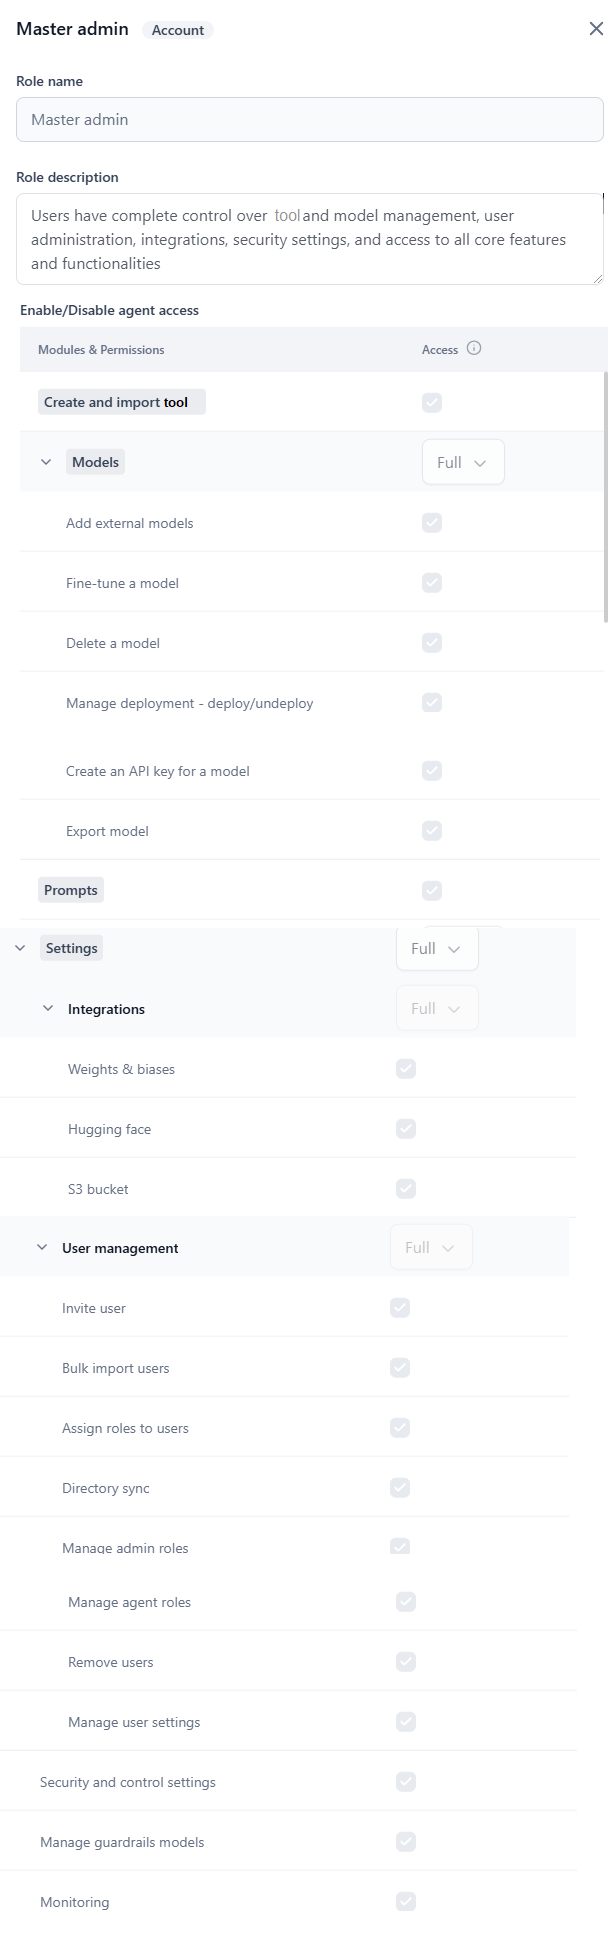 Master admin Account
Role name
Master admin
Role description
Users have complete control over tool and model management, user
administration, integrations, security settings, and access to all core features
and functionalities
Enable/Disable agent access
Modules & Permissions Access
Create and import tool
Models Full
Add external models
Fine-tune a model
Delete a model
Manage deployment - deploy/undeploy
Create an API key for a model
Export model
Prompts
Settings Full
Integrations Full
Weights & biases
Hugging face
S3 bucket
User management Full
Invite user
Bulk import users
Assign roles to users
Directory sync
Manage admin roles
Manage agent roles
Remove users
Manage user settings
Security and control settings
Manage guardrails models
Monitoring